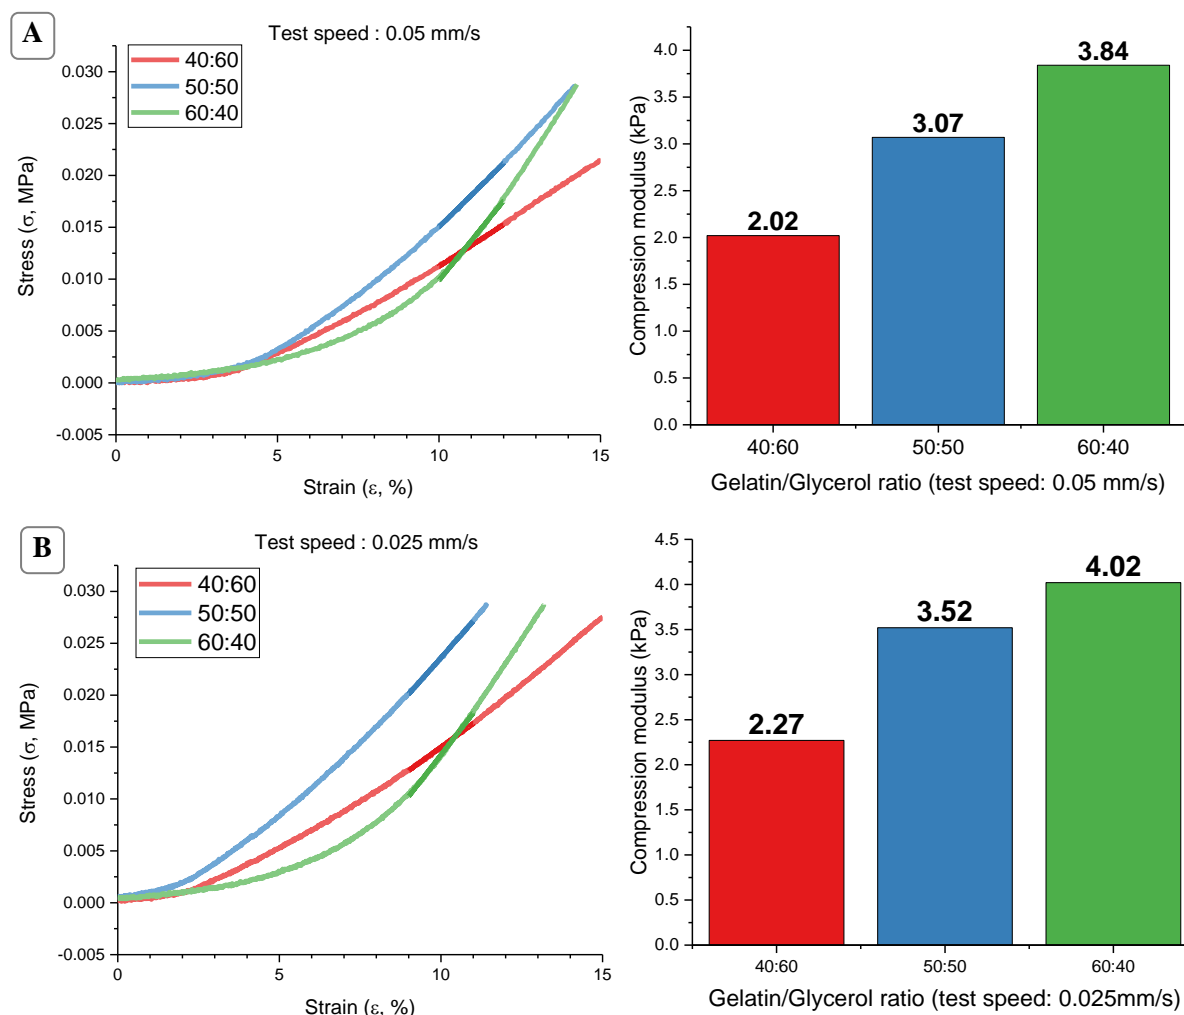 A
Test speed : 0.05 mm/s
40:60
50:50
60:40
0.030
0.025
0.020
0.015
0.010
0.005
0.000
-0.005
Stress (σ, MPa)
0 5 10 15
Strain (ε, %)
4.0
3.5
3.0
2.5
2.0
1.5
1.0
0.5
0.0
Compression modulus (kPa)
2.02
3.07
3.84
40:60 50:50 60:40
Gelatin/Glycerol ratio (test speed: 0.05 mm/s)
B
Test speed : 0.025 mm/s
40:60
50:50
60:40
0.030
0.025
0.020
0.015
0.010
0.005
0.000
-0.005
Stress (σ, MPa)
0 5 10 15
Strain (ε, %)
4.5
4.0
3.5
3.0
2.5
2.0
1.5
1.0
0.5
0.0
Compression modulus (kPa)
2.27
3.52
4.02
40:60 50:50 60:40
Gelatin/Glycerol ratio (test speed: 0.025mm/s)